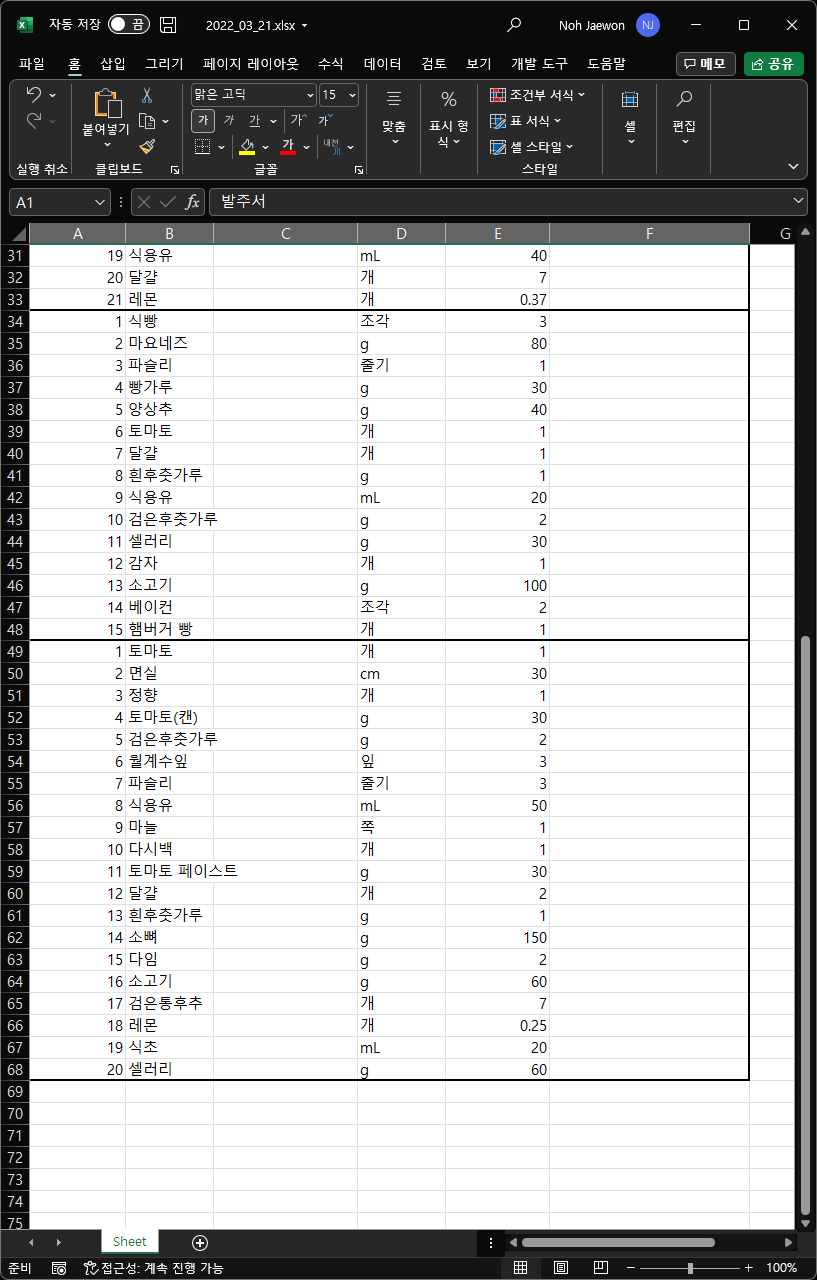 자동 저장 끔 2022_03_21.xlsx Noh Jaewon NJ
파일 홈 삽입 그리기 페이지 레이아웃 수식 데이터 검토 보기 개발 도구 도움말 메모 공유
맑은 고딕 15 조건부 서식
붙여넣기 가 가 가 가 가 맞춤 표시 형식 표 서식 셀 편집
가 내천 셀 스타일
실행 취소 클립보드 글꼴 스타일
A1 fx 발주서
A B C D E F G
31 19 식용유 mL 40
32 20 달걀 개 7
33 21 레몬 개 0.37
34 1 식빵 조각 3
35 2 마요네즈 g 80
36 3 파슬리 줄기 1
37 4 빵가루 g 30
38 5 양상추 g 40
39 6 토마토 개 1
40 7 달걀 개 1
41 8 흰후춧가루 g 1
42 9 식용유 mL 20
43 10 검은후춧가루 g 2
44 11 셀러리 g 30
45 12 감자 개 1
46 13 소고기 g 100
47 14 베이컨 조각 2
48 15 햄버거 빵 개 1
49 1 토마토 개 1
50 2 면실 cm 30
51 3 정향 개 1
52 4 토마토(캔) g 30
53 5 검은후춧가루 g 2
54 6 월계수잎 잎 3
55 7 파슬리 줄기 3
56 8 식용유 mL 50
57 9 마늘 쪽 1
58 10 다시백 개 1
59 11 토마토 페이스트 g 30
60 12 달걀 개 2
61 13 흰후춧가루 g 1
62 14 소뼈 g 150
63 15 다임 g 2
64 16 소고기 g 60
65 17 검은통후추 개 7
66 18 레몬 개 0.25
67 19 식초 mL 20
68 20 셀러리 g 60
69
70
71
72
73
74
75
Sheet
준비 접근성: 계속 진행 가능 100%